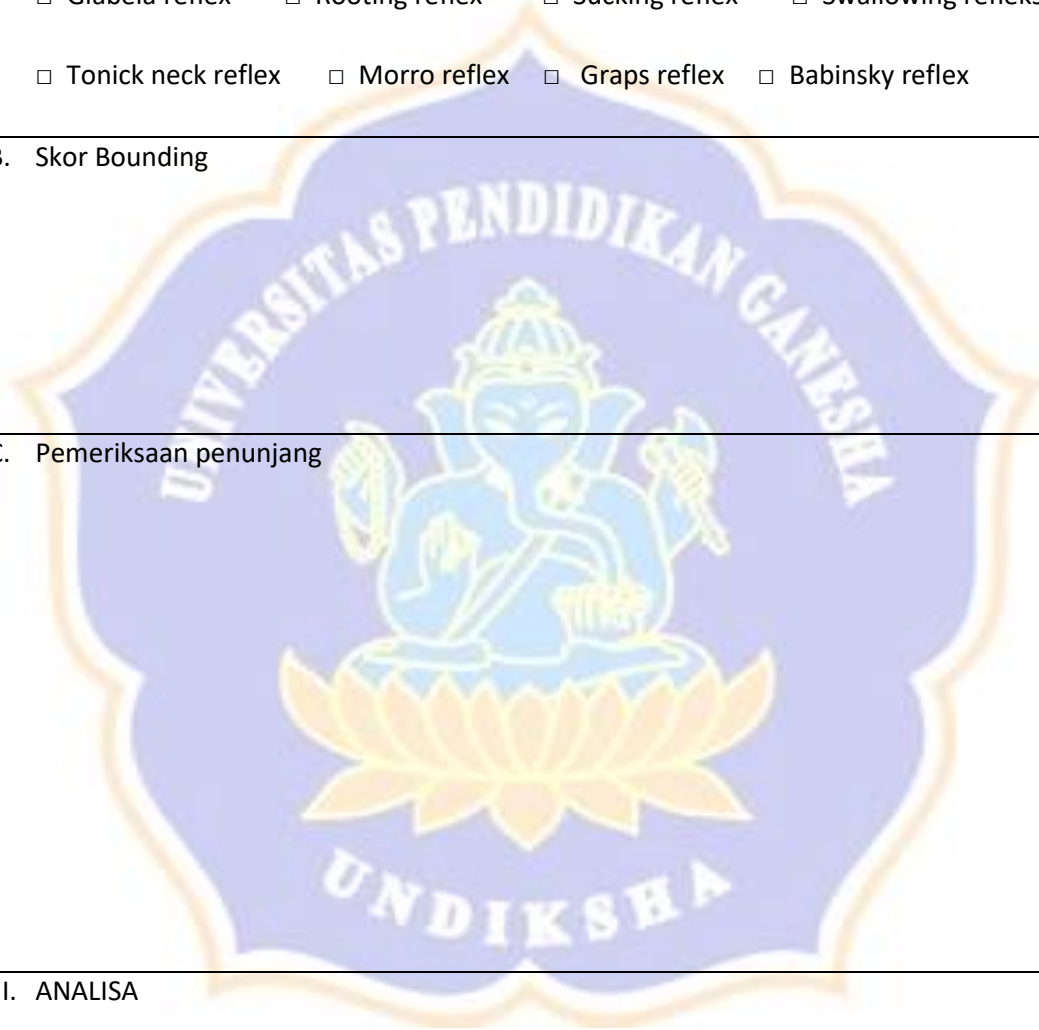 □ Glabela reflex □ Rooting reflex □ Sucking reflex □ Swallowing refleks
□ Tonick neck reflex □ Morro reflex □ Graps reflex □ Babinsky reflex
B. Skor Bounding
UNIVERSITAS PENDIDIKAN GANESHA
C. Pemeriksaan penunjang
UNDIKSHA
I. ANALISA